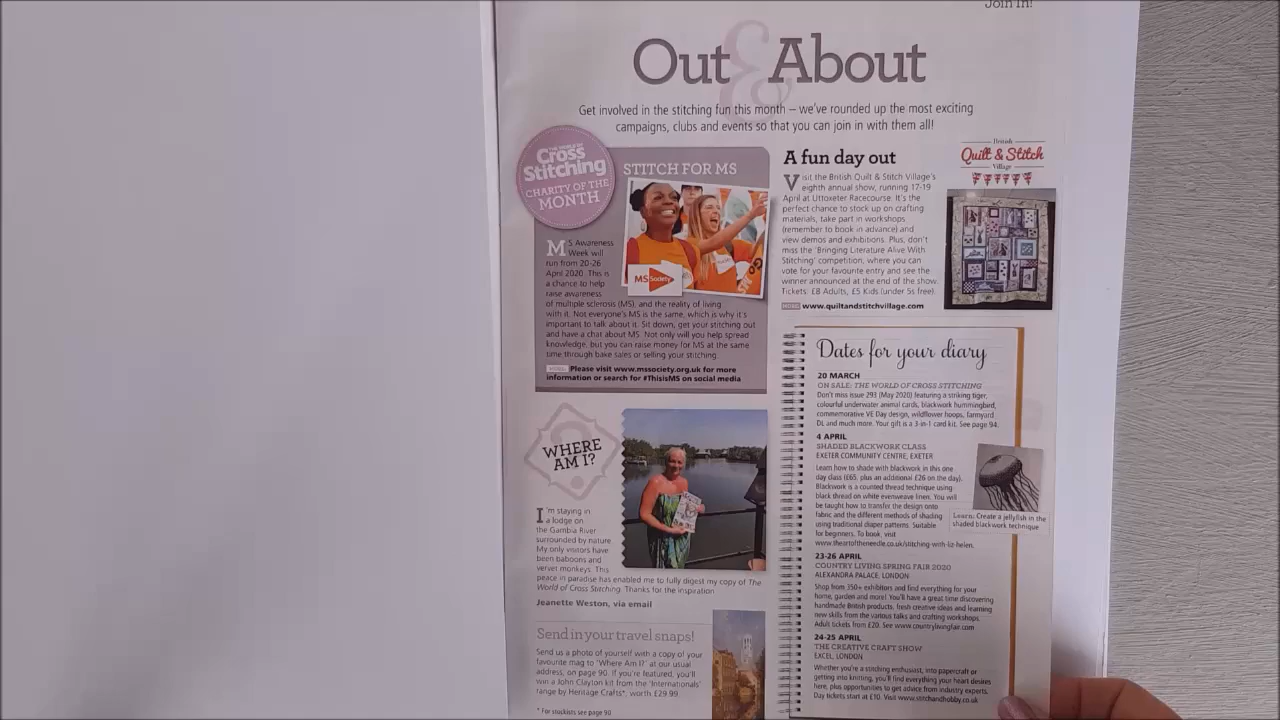 Join in!
Out & About
Get involved in the stitching fun this month – we've rounded up the most exciting
campaigns, clubs and events so that you can join in with them all!
THE WORLD OF
Cross
Stitching
CHARITY OF THE
MONTH
STITCH FOR MS
MS Society
MS Awareness
Week will
run from 20-26
April 2020. This is
a chance to help
raise awareness
of multiple sclerosis (MS), and the reality of living
with it. Not everyone's MS is the same, which is why it's
important to talk about it. Sit down, get your stitching out
and have a chat about MS. Not only will you help spread
knowledge, but you can raise money for MS at the same
time through bake sales or selling your stitching.
MORE Please visit www.mssociety.org.uk for more
information or search for #ThisisMS on social media
WHERE
AM I?
I'm staying in
a lodge on
the Gambia River
surrounded by nature
My only visitors have
been baboons and
vervet monkeys. This
peace in paradise has enabled me to fully digest my copy of The
World of Cross Stitching. Thanks for the inspiration
Jeanette Weston, via email
Send in your travel snaps!
Send us a photo of yourself with a copy of your
favourite mag to 'Where Am I?' at our usual
address, on page 90. If you're featured, you'll
win a John Clayton kit from the 'Internationals'
range by Heritage Crafts*, worth £29.99.
* For stockists see page 90
A fun day out
Visit the British Quilt & Stitch Village's
eighth annual show, running 17-19
April at Uttoxeter Racecourse. It's the
perfect chance to stock up on crafting
materials, take part in workshops
(remember to book in advance) and
view demos and exhibitions. Plus, don't
miss the 'Bringing Literature Alive With
Stitching' competition, where you can
vote for your favourite entry and see the
winner announced at the end of the show.
Tickets: £8 Adults, £5 Kids (under 5s free).
MORE www.quiltandstitchvillage.com
British
Quilt & Stitch
Village
Dates for your diary
20 MARCH
ON SALE: THE WORLD OF CROSS STITCHING
Don't miss issue 293 (May 2020) featuring a striking tiger,
colourful underwater animal cards, blackwork hummingbird,
commemorative VE Day design, wildflower hoops, farmyard
DL and much more. Your gift is a 3-in-1 card kit. See page 94.
4 APRIL
SHADED BLACKWORK CLASS
EXETER COMMUNITY CENTRE, EXETER
Learn how to shade with blackwork in this one
day class (£65, plus an additional £26 on the day).
Blackwork is a counted thread technique using
black thread on white evenweave linen. You will
be taught how to transfer the design onto
fabric and the different methods of shading
using traditional diaper patterns. Suitable
for beginners. To book, visit
www.theartoftheneedle.co.uk/stitching-with-liz-helen.
Learn: Create a jellyfish in the
shaded blackwork technique
23-26 APRIL
COUNTRY LIVING SPRING FAIR 2020
ALEXANDRA PALACE, LONDON
Shop from 350+ exhibitors and find everything for your
home, garden and more! You'll have a great time discovering
handmade British products, fresh creative ideas and learning
new skills from the various talks and crafting workshops.
Adult tickets from £20. See www.countrylivingfair.com
24-25 APRIL
THE CREATIVE CRAFT SHOW
EXCEL, LONDON
Whether you're a stitching enthusiast, into papercraft or
getting into knitting, you'll find everything your heart desires
here, plus opportunities to get advice from industry experts.
Day tickets start at £10. Visit www.stitchandhobby.co.uk